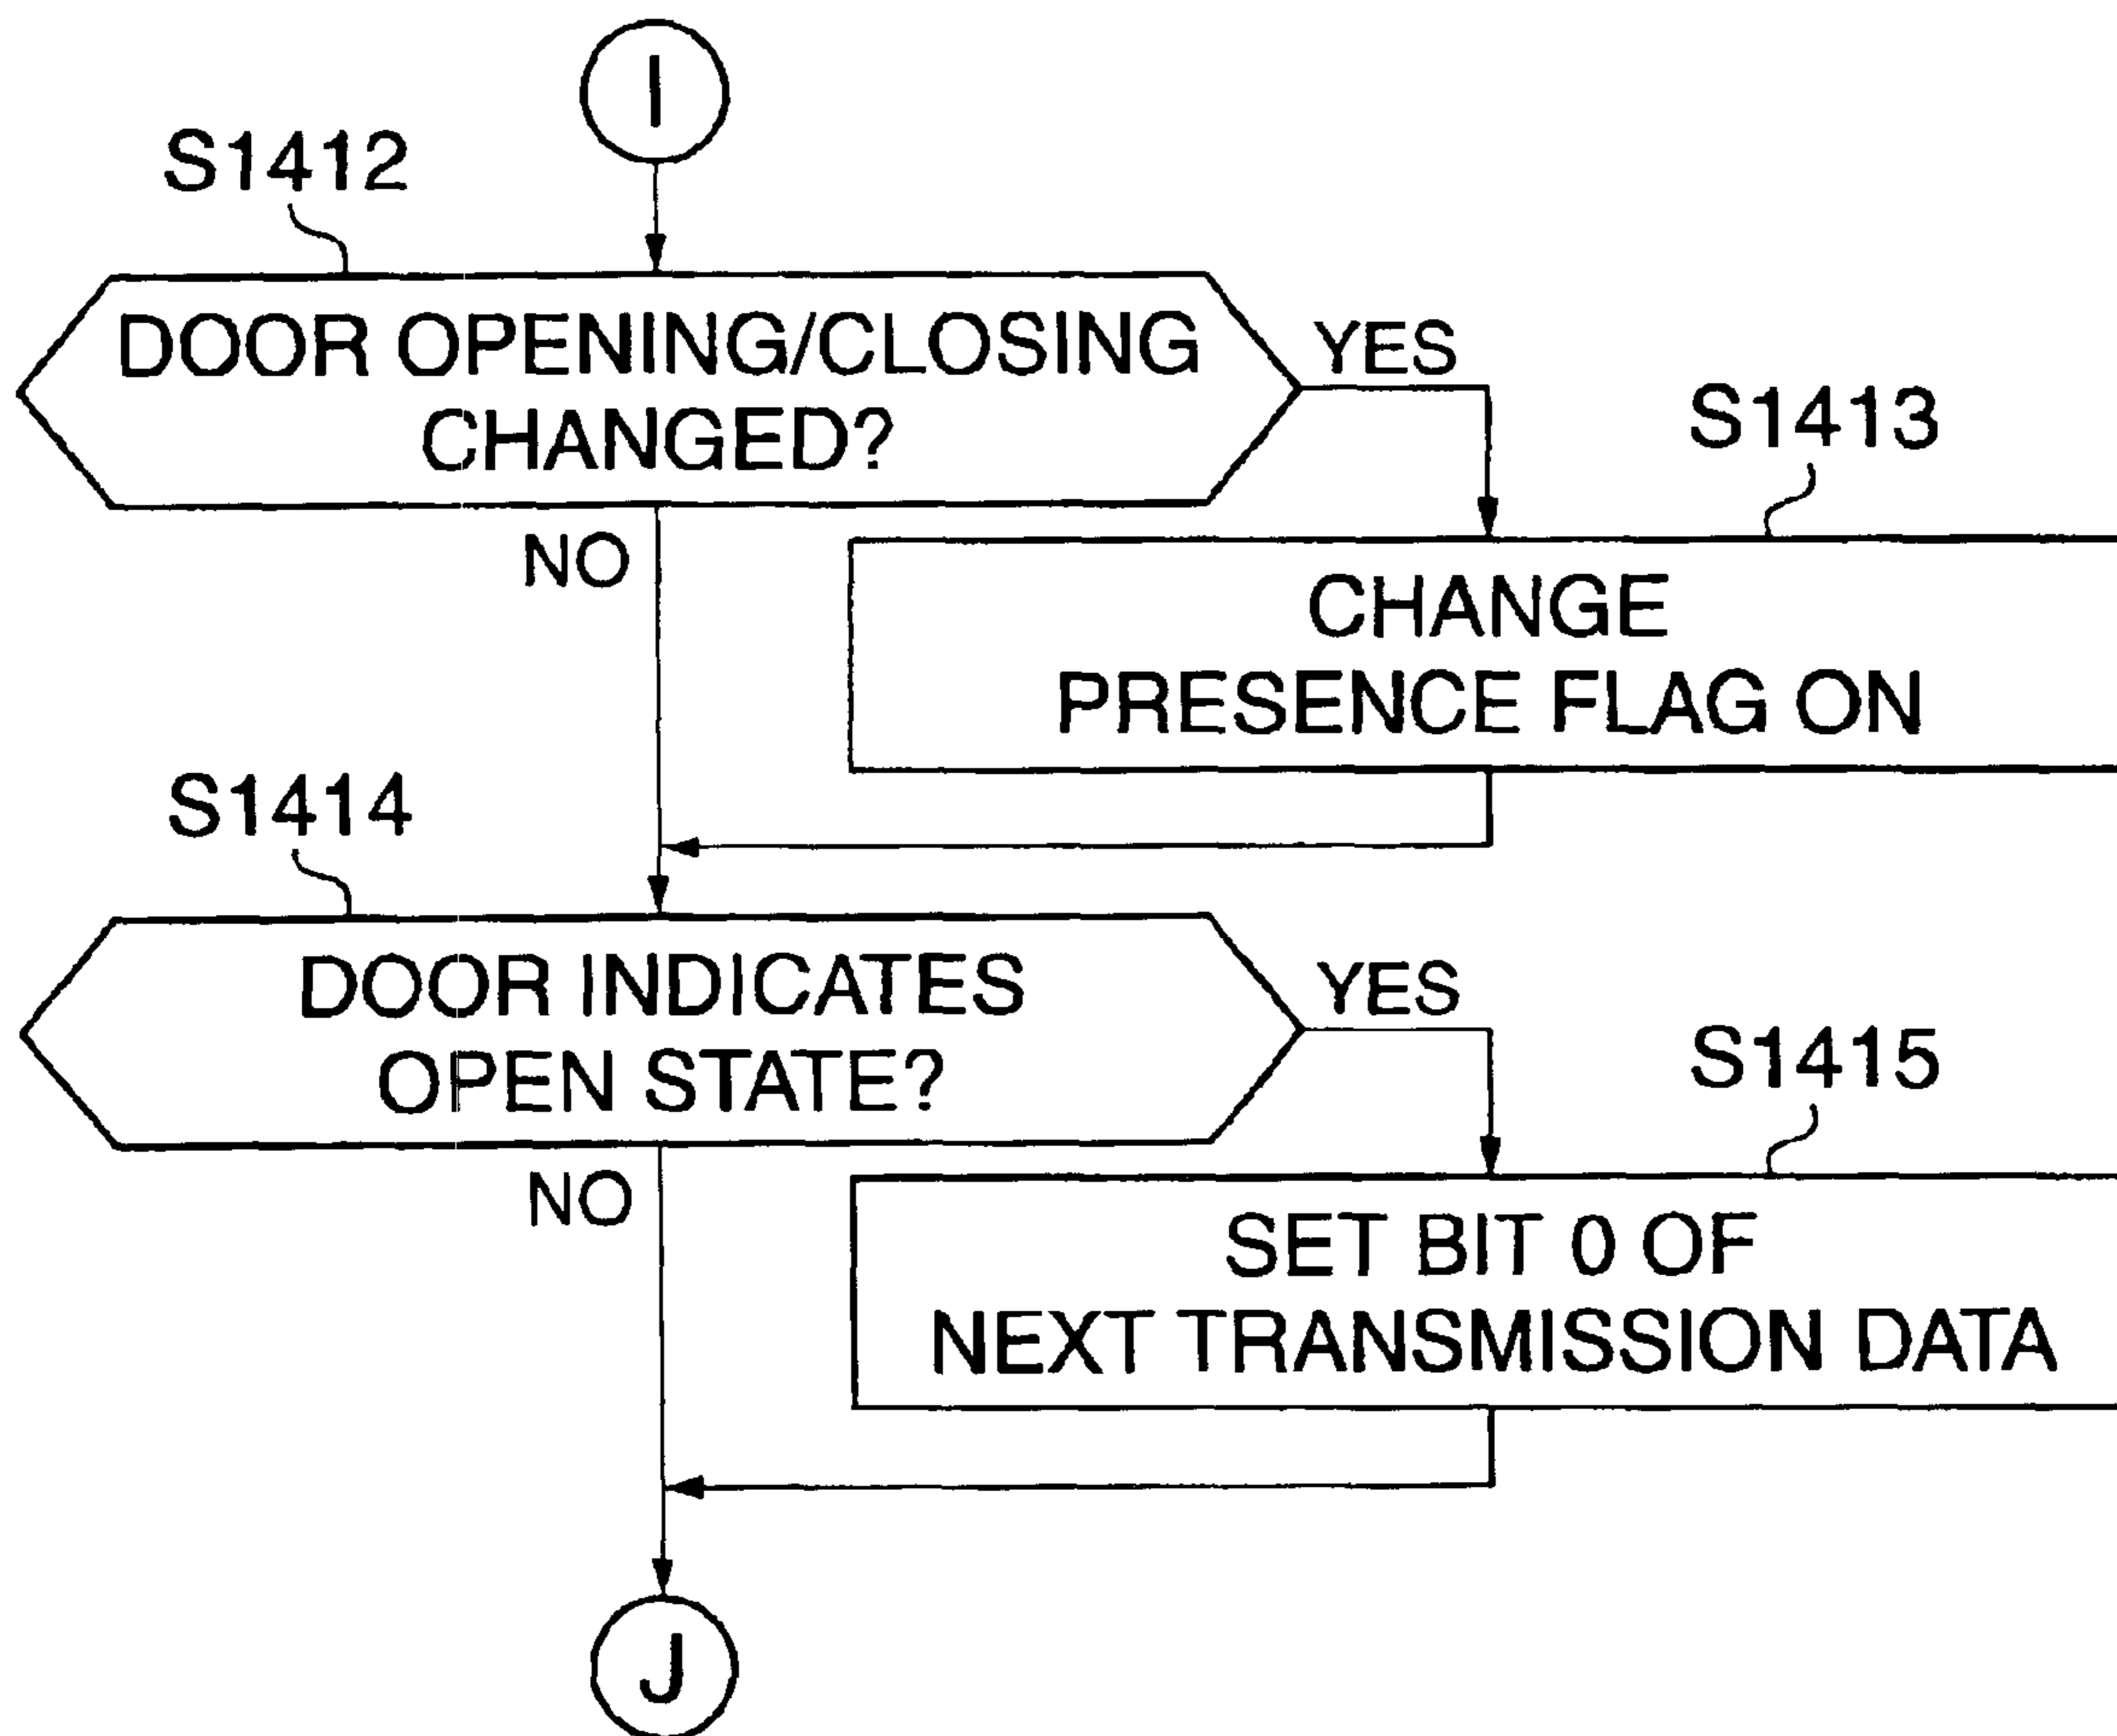 I
S1412
DOOR OPENING/CLOSING
CHANGED?
YES
S1413
NO
CHANGE
PRESENCE FLAG ON
S1414
DOOR INDICATES
OPEN STATE?
YES
S1415
NO
SET BIT 0 OF
NEXT TRANSMISSION DATA
J